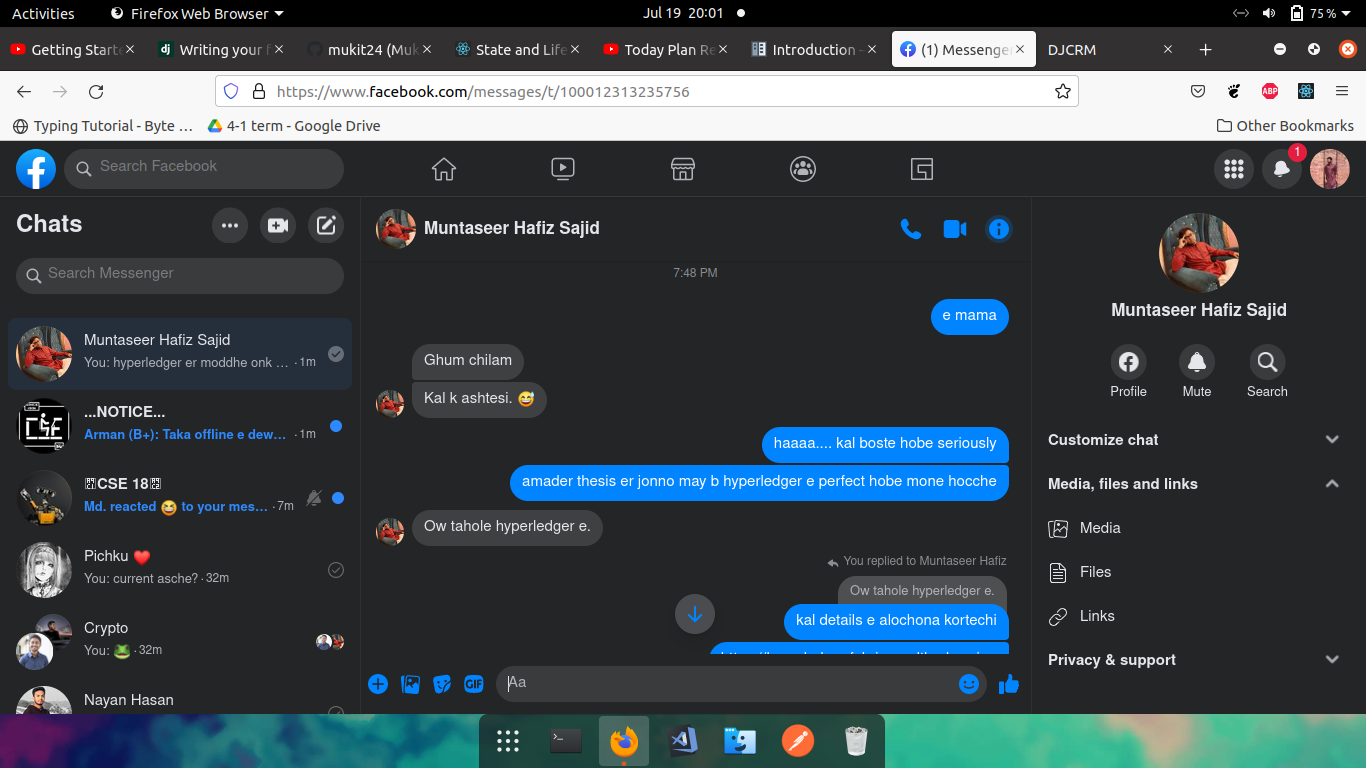 Activities Firefox Web Browser Jul 19 20:01 75 %
Getting Starte Writing your f mukit24 (Muk State and Life Today Plan Re Introduction - (1) Messenger DJCRM
https://www.facebook.com/messages/t/100012313235756 ABP
Typing Tutorial - Byte … 4-1 term - Google Drive Other Bookmarks
Search Facebook 1
Chats
Search Messenger
Muntaseer Hafiz Sajid
You: hyperledger er moddhe onk … · 1m
...NOTICE...
Arman (B+): Taka offline e dew… · 1m
CSE 18
Md. reacted 😆 to your mes… · 7m
Pichku ❤️
You: current asche? · 32m
Crypto
You: 🐸 · 32m
Nayan Hasan
Muntaseer Hafiz Sajid
7:48 PM
e mama
Ghum chilam
Kal k ashtesi. 😅
haaaa.... kal boste hobe seriously
amader thesis er jonno may b hyperledger e perfect hobe mone hocche
Ow tahole hyperledger e.
You replied to Muntaseer Hafiz
Ow tahole hyperledger e.
kal details e alochona kortechi
GIF Aa
Muntaseer Hafiz Sajid
Profile Mute Search
Customize chat
Media, files and links
Media
Files
Links
Privacy & support